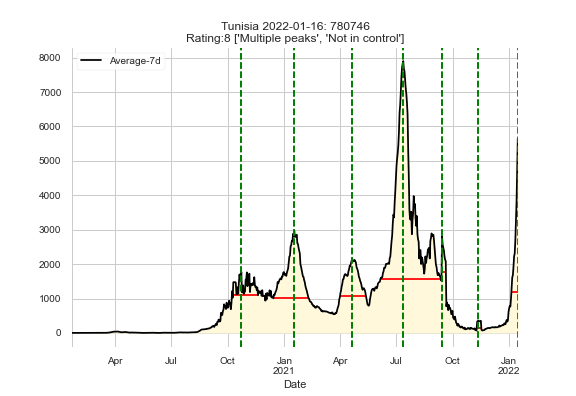 Tunisia 2022-01-16: 780746
Rating:8 ['Multiple peaks', 'Not in control']
Average-7d
8000
7000
6000
5000
4000
3000
2000
1000
0
Apr Jul Oct Jan Apr Jul Oct Jan
2021 2022
Date